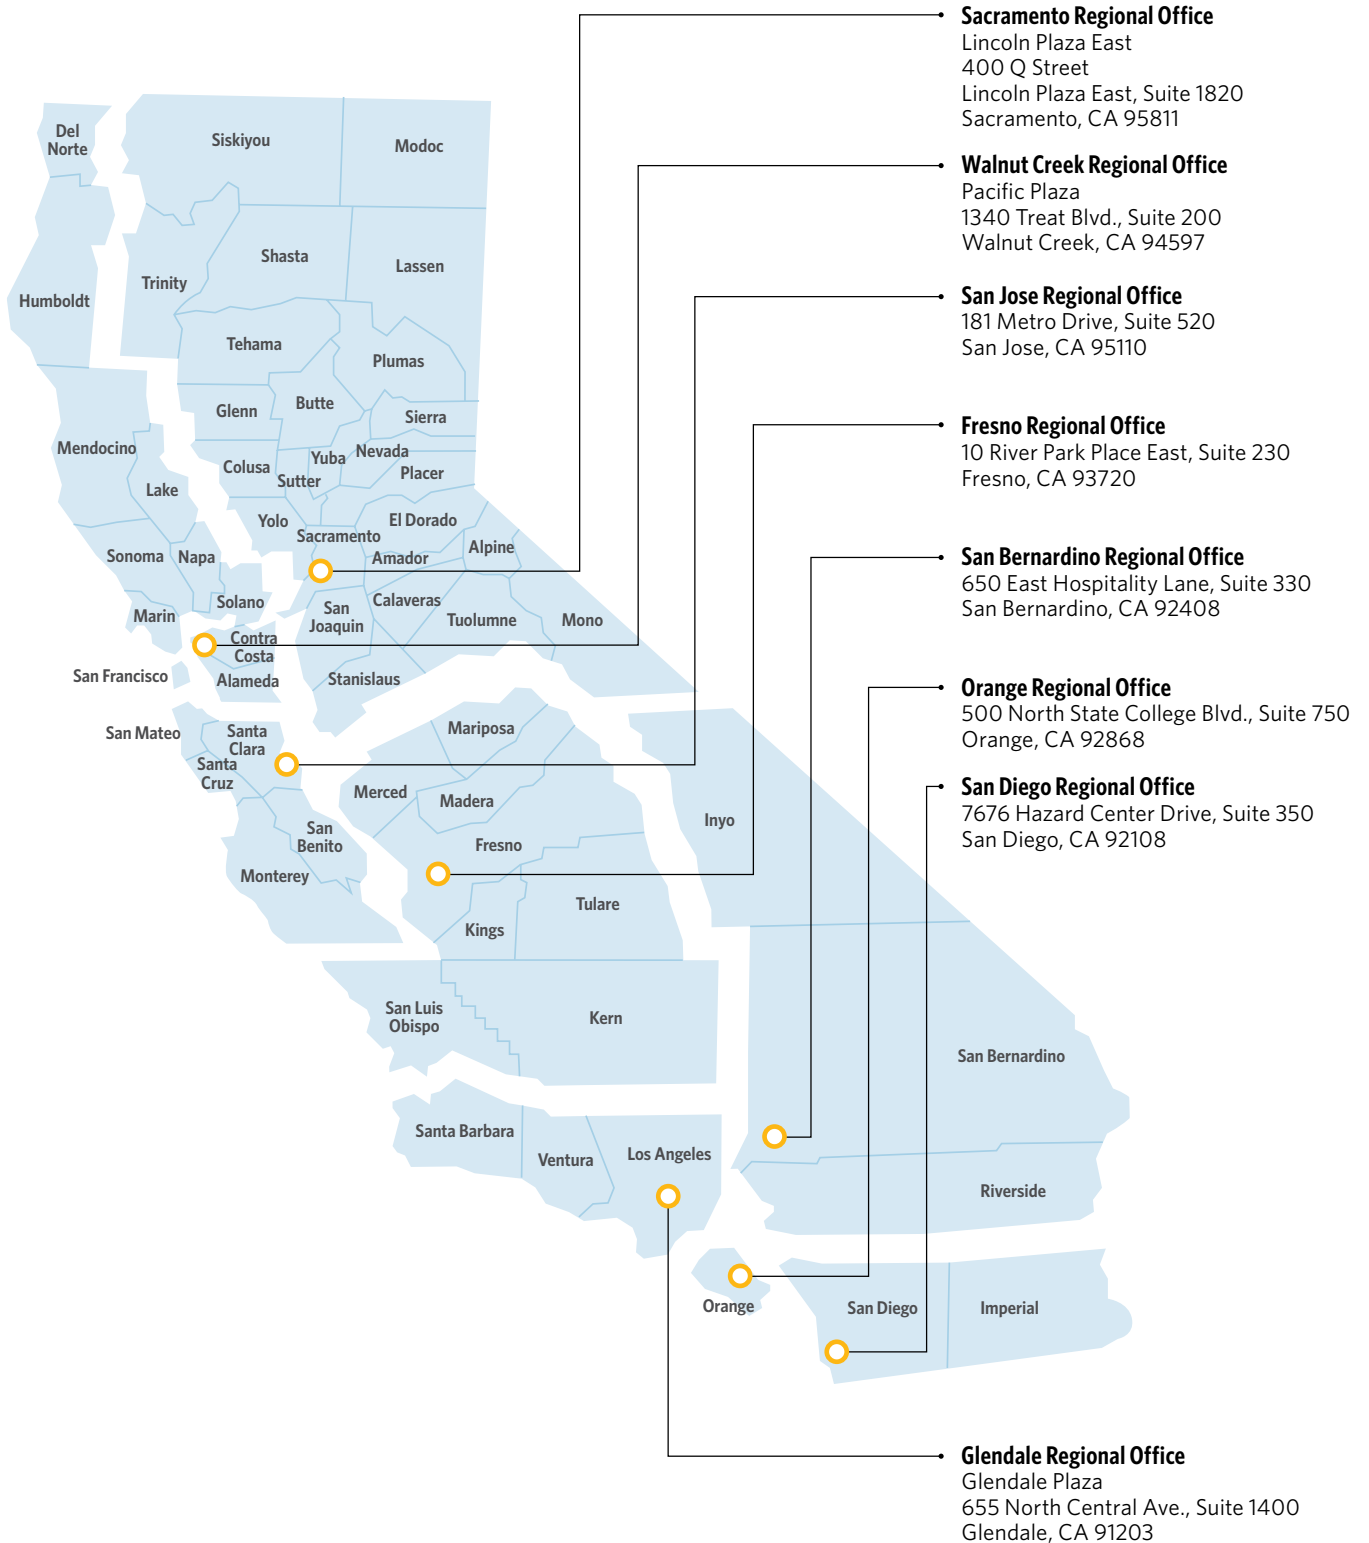 Sacramento Regional Office
Lincoln Plaza East
400 Q Street
Lincoln Plaza East, Suite 1820
Sacramento, CA 95811
Walnut Creek Regional Office
Pacific Plaza
1340 Treat Blvd., Suite 200
Walnut Creek, CA 94597
San Jose Regional Office
181 Metro Drive, Suite 520
San Jose, CA 95110
Fresno Regional Office
10 River Park Place East, Suite 230
Fresno, CA 93720
San Bernardino Regional Office
650 East Hospitality Lane, Suite 330
San Bernardino, CA 92408
Orange Regional Office
500 North State College Blvd., Suite 750
Orange, CA 92868
San Diego Regional Office
7676 Hazard Center Drive, Suite 350
San Diego, CA 92108
Glendale Regional Office
Glendale Plaza
655 North Central Ave., Suite 1400
Glendale, CA 91203
Del
Norte
Siskiyou
Modoc
Humboldt
Trinity
Shasta
Lassen
Tehama
Plumas
Glenn
Butte
Sierra
Mendocino
Colusa
Yuba
Nevada
Sutter
Placer
Lake
Yolo
El Dorado
Sacramento
Sonoma
Napa
Amador
Alpine
Solano
Calaveras
Marin
San
Joaquin
Tuolumne
Mono
Contra
Costa
San Francisco
Alameda
Stanislaus
San Mateo
Santa
Clara
Mariposa
Santa
Cruz
Merced
Madera
Inyo
San
Benito
Fresno
Monterey
Tulare
Kings
San Luis
Obispo
Kern
San Bernardino
Santa Barbara
Ventura
Los Angeles
Riverside
Orange
San Diego
Imperial